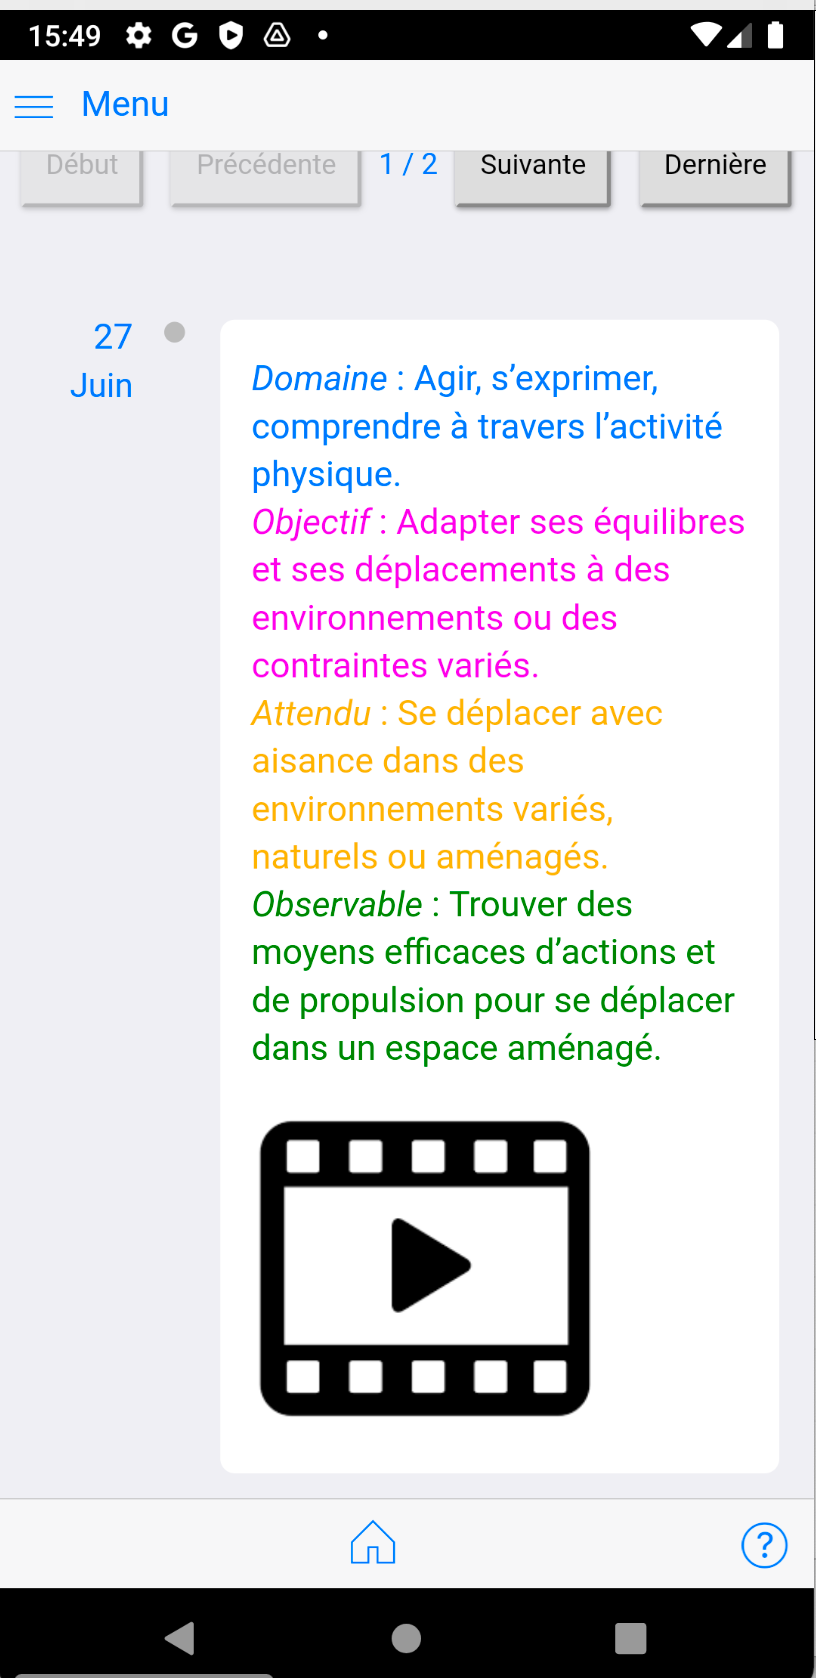 15:49
Menu
Début Précédente 1 / 2 Suivante Dernière
27
Juin
Domaine : Agir, s’exprimer,
comprendre à travers l’activité
physique.
Objectif : Adapter ses équilibres
et ses déplacements à des
environnements ou des
contraintes variés.
Attendu : Se déplacer avec
aisance dans des
environnements variés,
naturels ou aménagés.
Observable : Trouver des
moyens efficaces d’actions et
de propulsion pour se déplacer
dans un espace aménagé.
?